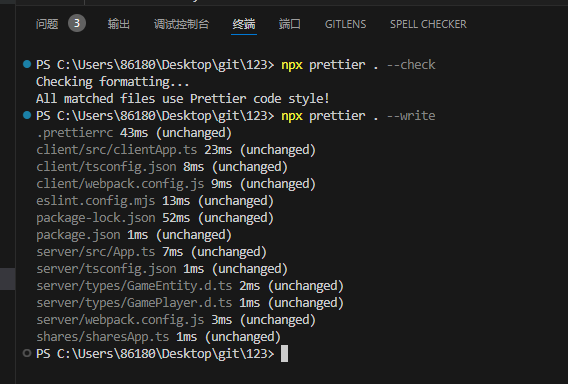 问题 3 输出 调试控制台 终端 端口 GITLENS SPELL CHECKER
PS C:\Users\86180\Desktop\git\123> npx prettier . --check
Checking formatting...
All matched files use Prettier code style!
PS C:\Users\86180\Desktop\git\123> npx prettier . --write
.prettierrc 43ms (unchanged)
client/src/clientApp.ts 23ms (unchanged)
client/tsconfig.json 8ms (unchanged)
client/webpack.config.js 9ms (unchanged)
eslint.config.mjs 13ms (unchanged)
package-lock.json 52ms (unchanged)
package.json 1ms (unchanged)
server/src/App.ts 7ms (unchanged)
server/tsconfig.json 1ms (unchanged)
server/types/GameEntity.d.ts 2ms (unchanged)
server/types/GamePlayer.d.ts 1ms (unchanged)
server/webpack.config.js 3ms (unchanged)
shares/sharesApp.ts 1ms (unchanged)
PS C:\Users\86180\Desktop\git\123>